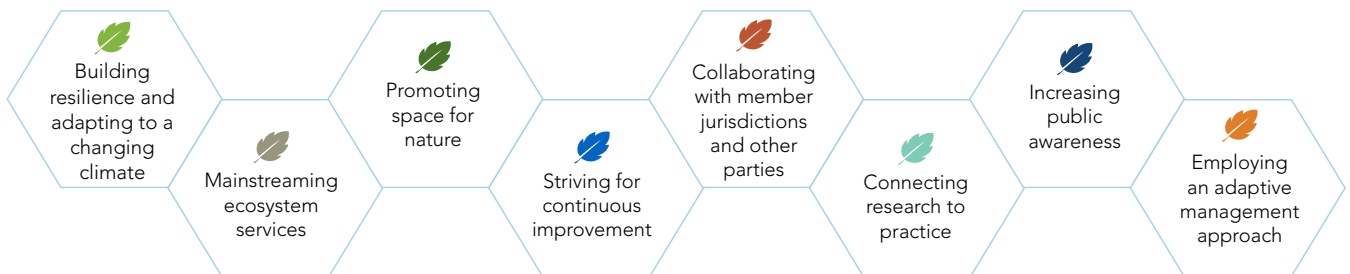 Building
resilience and
adapting to a
changing
climate
Mainstreaming
ecosystem
services
Promoting
space for
nature
Striving for
continuous
improvement
Collaborating
with member
jurisdictions
and other
parties
Connecting
research to
practice
Increasing
public
awareness
Employing
an adaptive
management
approach